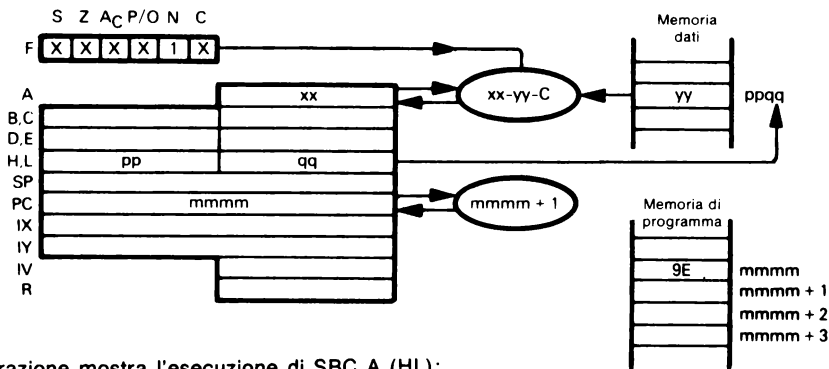 S Z AC P/O N C
F X X X X 1 X
Memoria dati
A xx
xx-yy-C
yy ppqq
B,C
D,E
H,L pp qq
SP
PC mmmm
mmmm + 1
IX
IY
IV
R
Memoria di programma
9E mmmm
mmmm + 1
mmmm + 2
mmmm + 3
razione mostra l'esecuzione di SBC A (HL):